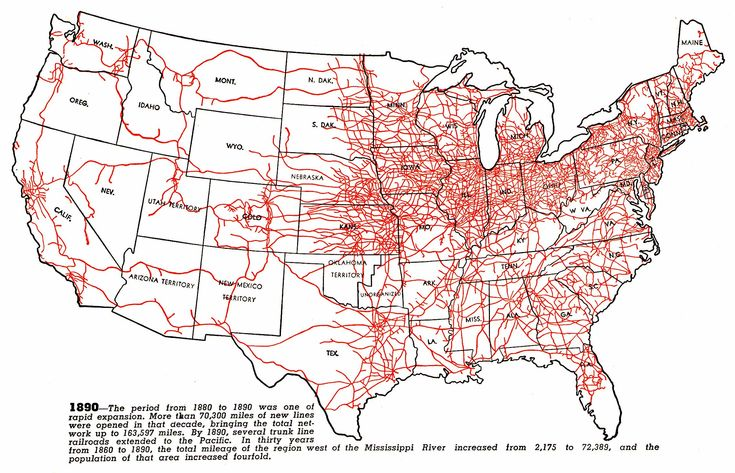 WASH.
MONT.
N. DAK.
MINN.
MAINE
OREG.
IDAHO
S. DAK.
WIS.
MICH.
VT.
N.H.
N.Y.
MASS.
CONN.
WYO.
IOWA
NEBRASKA
PA.
NEV.
UTAH TERRITORY
COLO
KANS.
MO.
ILL.
IND.
OHIO
MD.
W VA.
VA.
CALIF.
KY
ARIZONA TERRITORY
NEW MEXICO
TERRITORY
OKLAHOMA
TERRITORY
UNORGANIZED
ARK.
TENN.
N.C.
S.C.
TEX.
LA.
MISS.
ALA.
GA.
1890—The period from 1880 to 1890 was one of
rapid expansion. More than 70,300 miles of new lines
were opened in that decade, bringing the total net-
work up to 163,597 miles. By 1890, several trunk line
railroads extended to the Pacific. In thirty years
from 1860 to 1890, the total mileage of the region west of the Mississippi River increased from 2,175 to 72,389, and the
population of that area increased fourfold.